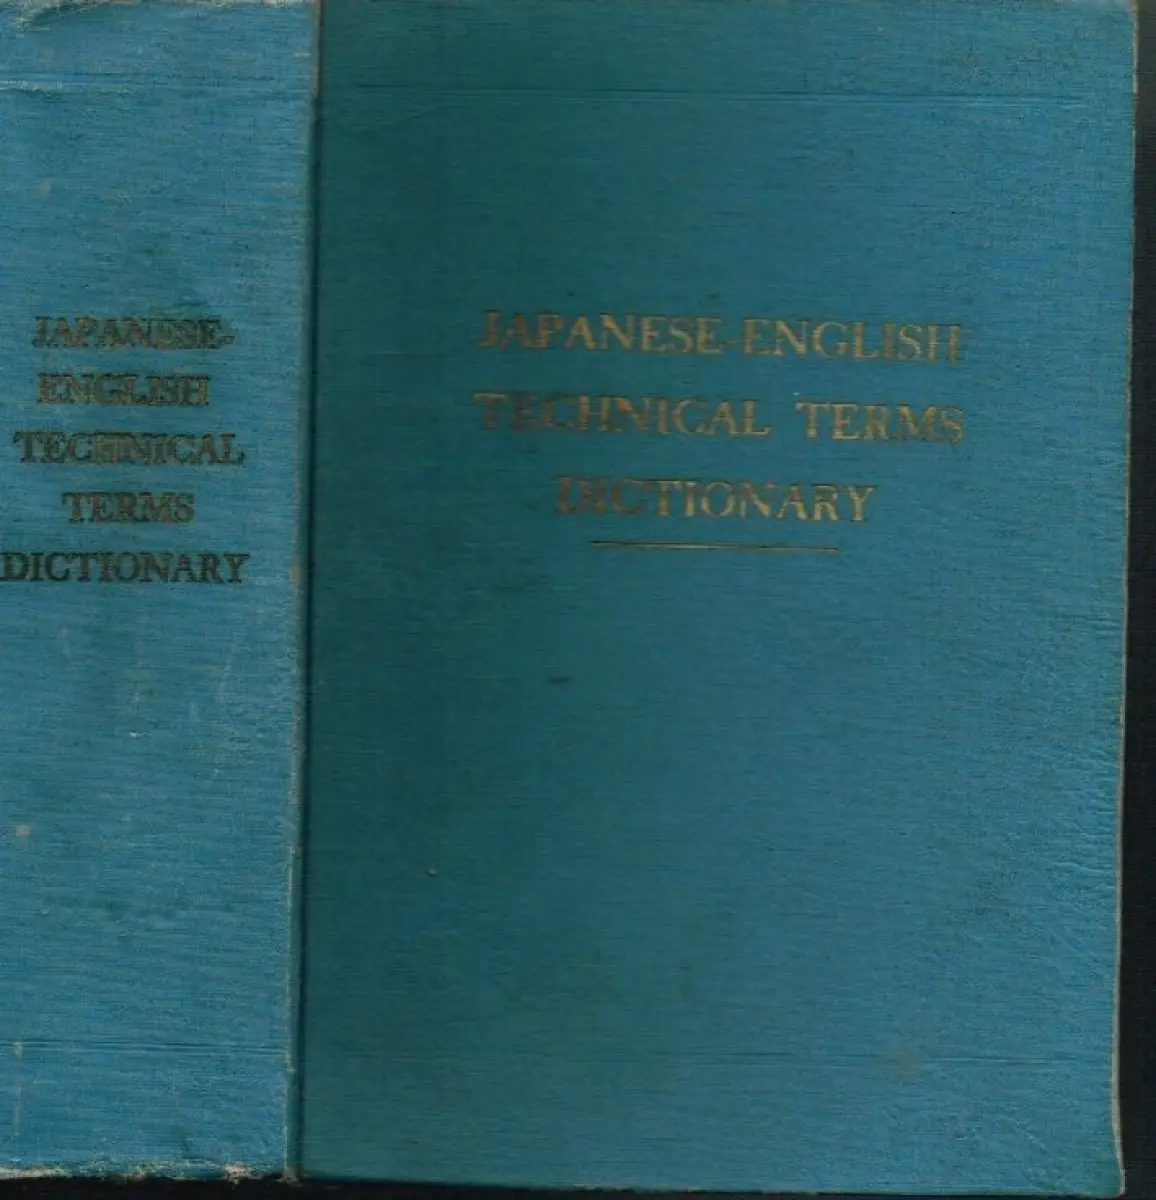 JAPANESE-
ENGLISH
TECHNICAL
TERMS
DICTIONARY
JAPANESE-ENGLISH
TECHNICAL TERMS
DICTIONARY